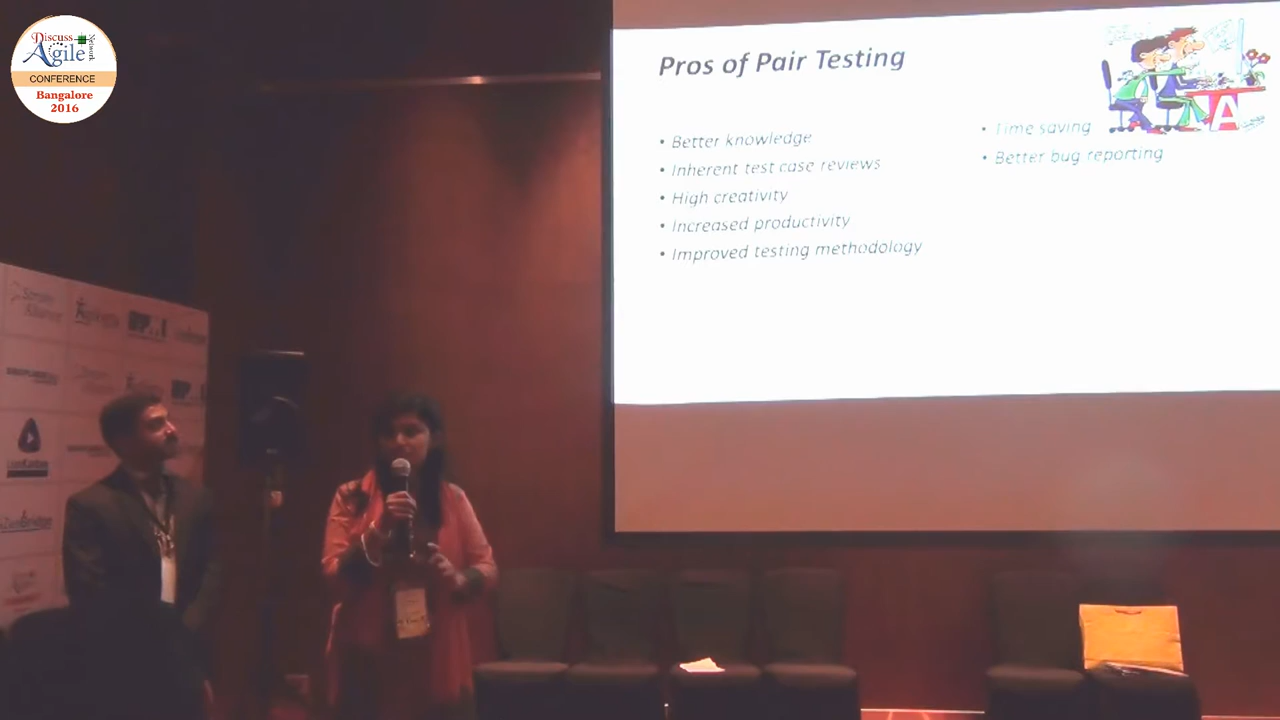 Discuss
Agile
Network
CONFERENCE
Bangalore
2016
Pros of Pair Testing
• Better knowledge
• Inherent test case reviews
• High creativity
• Increased productivity
• Improved testing methodology
• Time saving
• Better bug reporting
A